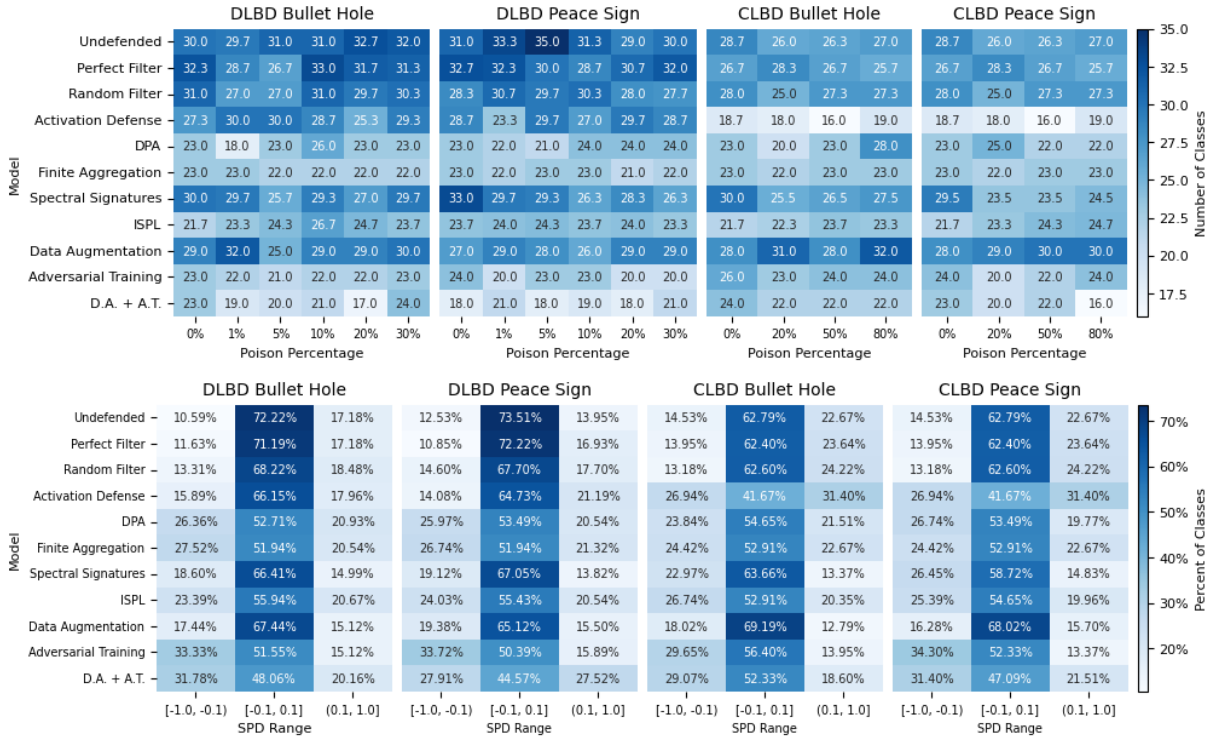 DLBD Bullet Hole DLBD Peace Sign CLBD Bullet Hole CLBD Peace Sign
Undefended 30.0 29.7 31.0 31.0 32.7 32.0 31.0 33.3 35.0 31.3 29.0 30.0 28.7 26.0 26.3 27.0 28.7 26.0 26.3 27.0 35.0
Perfect Filter 32.3 28.7 26.7 33.0 31.7 31.3 32.7 32.3 30.0 28.7 30.7 32.0 26.7 28.3 26.7 25.7 26.7 28.3 26.7 25.7 32.5
Random Filter 31.0 27.0 27.0 31.0 29.7 30.3 28.3 30.7 29.7 30.3 28.0 27.7 28.0 25.0 27.3 27.3 28.0 25.0 27.3 27.3 30.0
Activation Defense 27.3 30.0 30.0 28.7 25.3 29.3 28.7 23.3 29.7 27.0 29.7 28.7 18.7 18.0 16.0 19.0 18.7 18.0 16.0 19.0
DPA 23.0 18.0 23.0 26.0 23.0 23.0 23.0 22.0 21.0 24.0 24.0 24.0 23.0 20.0 23.0 28.0 23.0 25.0 22.0 22.0 27.5
Finite Aggregation 23.0 23.0 22.0 22.0 22.0 22.0 23.0 23.0 22.0 22.0 21.0 22.0 23.0 22.0 23.0 23.0 23.0 22.0 23.0 23.0 25.0
Spectral Signatures 30.0 29.7 25.7 29.3 27.0 29.7 33.0 29.7 29.3 26.3 28.3 26.3 30.0 25.5 26.5 27.5 29.5 23.5 23.5 24.5 22.5
ISPL 21.7 23.3 24.3 26.7 24.7 23.7 23.7 24.0 24.3 23.7 24.0 23.3 21.7 22.3 23.7 23.3 21.7 23.3 24.3 24.7
Data Augmentation 29.0 32.0 25.0 29.0 29.0 30.0 27.0 29.0 28.0 26.0 29.0 29.0 28.0 31.0 28.0 32.0 28.0 29.0 30.0 30.0 20.0
Adversarial Training 23.0 22.0 21.0 22.0 22.0 23.0 24.0 20.0 23.0 23.0 20.0 20.0 26.0 23.0 24.0 24.0 24.0 20.0 22.0 24.0
D.A. + A.T. 23.0 19.0 20.0 21.0 17.0 24.0 18.0 21.0 18.0 19.0 18.0 21.0 24.0 22.0 22.0 22.0 23.0 20.0 22.0 16.0 17.5
Model
Number of Classes
0% 1% 5% 10% 20% 30% 0% 1% 5% 10% 20% 30% 0% 20% 50% 80% 0% 20% 50% 80%
Poison Percentage Poison Percentage Poison Percentage Poison Percentage
DLBD Bullet Hole DLBD Peace Sign CLBD Bullet Hole CLBD Peace Sign
Undefended 10.59% 72.22% 17.18% 12.53% 73.51% 13.95% 14.53% 62.79% 22.67% 14.53% 62.79% 22.67% 70%
Perfect Filter 11.63% 71.19% 17.18% 10.85% 72.22% 16.93% 13.95% 62.40% 23.64% 13.95% 62.40% 23.64%
Random Filter 13.31% 68.22% 18.48% 14.60% 67.70% 17.70% 13.18% 62.60% 24.22% 13.18% 62.60% 24.22% 60%
Activation Defense 15.89% 66.15% 17.96% 14.08% 64.73% 21.19% 26.94% 41.67% 31.40% 26.94% 41.67% 31.40%
DPA 26.36% 52.71% 20.93% 25.97% 53.49% 20.54% 23.84% 54.65% 21.51% 26.74% 53.49% 19.77% 50%
Finite Aggregation 27.52% 51.94% 20.54% 26.74% 51.94% 21.32% 24.42% 52.91% 22.67% 24.42% 52.91% 22.67%
Spectral Signatures 18.60% 66.41% 14.99% 19.12% 67.05% 13.82% 22.97% 63.66% 13.37% 26.45% 58.72% 14.83% 40%
ISPL 23.39% 55.94% 20.67% 24.03% 55.43% 20.54% 26.74% 52.91% 20.35% 25.39% 54.65% 19.96%
Data Augmentation 17.44% 67.44% 15.12% 19.38% 65.12% 15.50% 18.02% 69.19% 12.79% 16.28% 68.02% 15.70% 30%
Adversarial Training 33.33% 51.55% 15.12% 33.72% 50.39% 15.89% 29.65% 56.40% 13.95% 34.30% 52.33% 13.37%
D.A. + A.T. 31.78% 48.06% 20.16% 27.91% 44.57% 27.52% 29.07% 52.33% 18.60% 31.40% 47.09% 21.51% 20%
Model
Percent of Classes
[-1.0, -0.1) [-0.1, 0.1] (0.1, 1.0] [-1.0, -0.1) [-0.1, 0.1] (0.1, 1.0] [-1.0, -0.1) [-0.1, 0.1] (0.1, 1.0] [-1.0, -0.1) [-0.1, 0.1] (0.1, 1.0]
SPD Range SPD Range SPD Range SPD Range